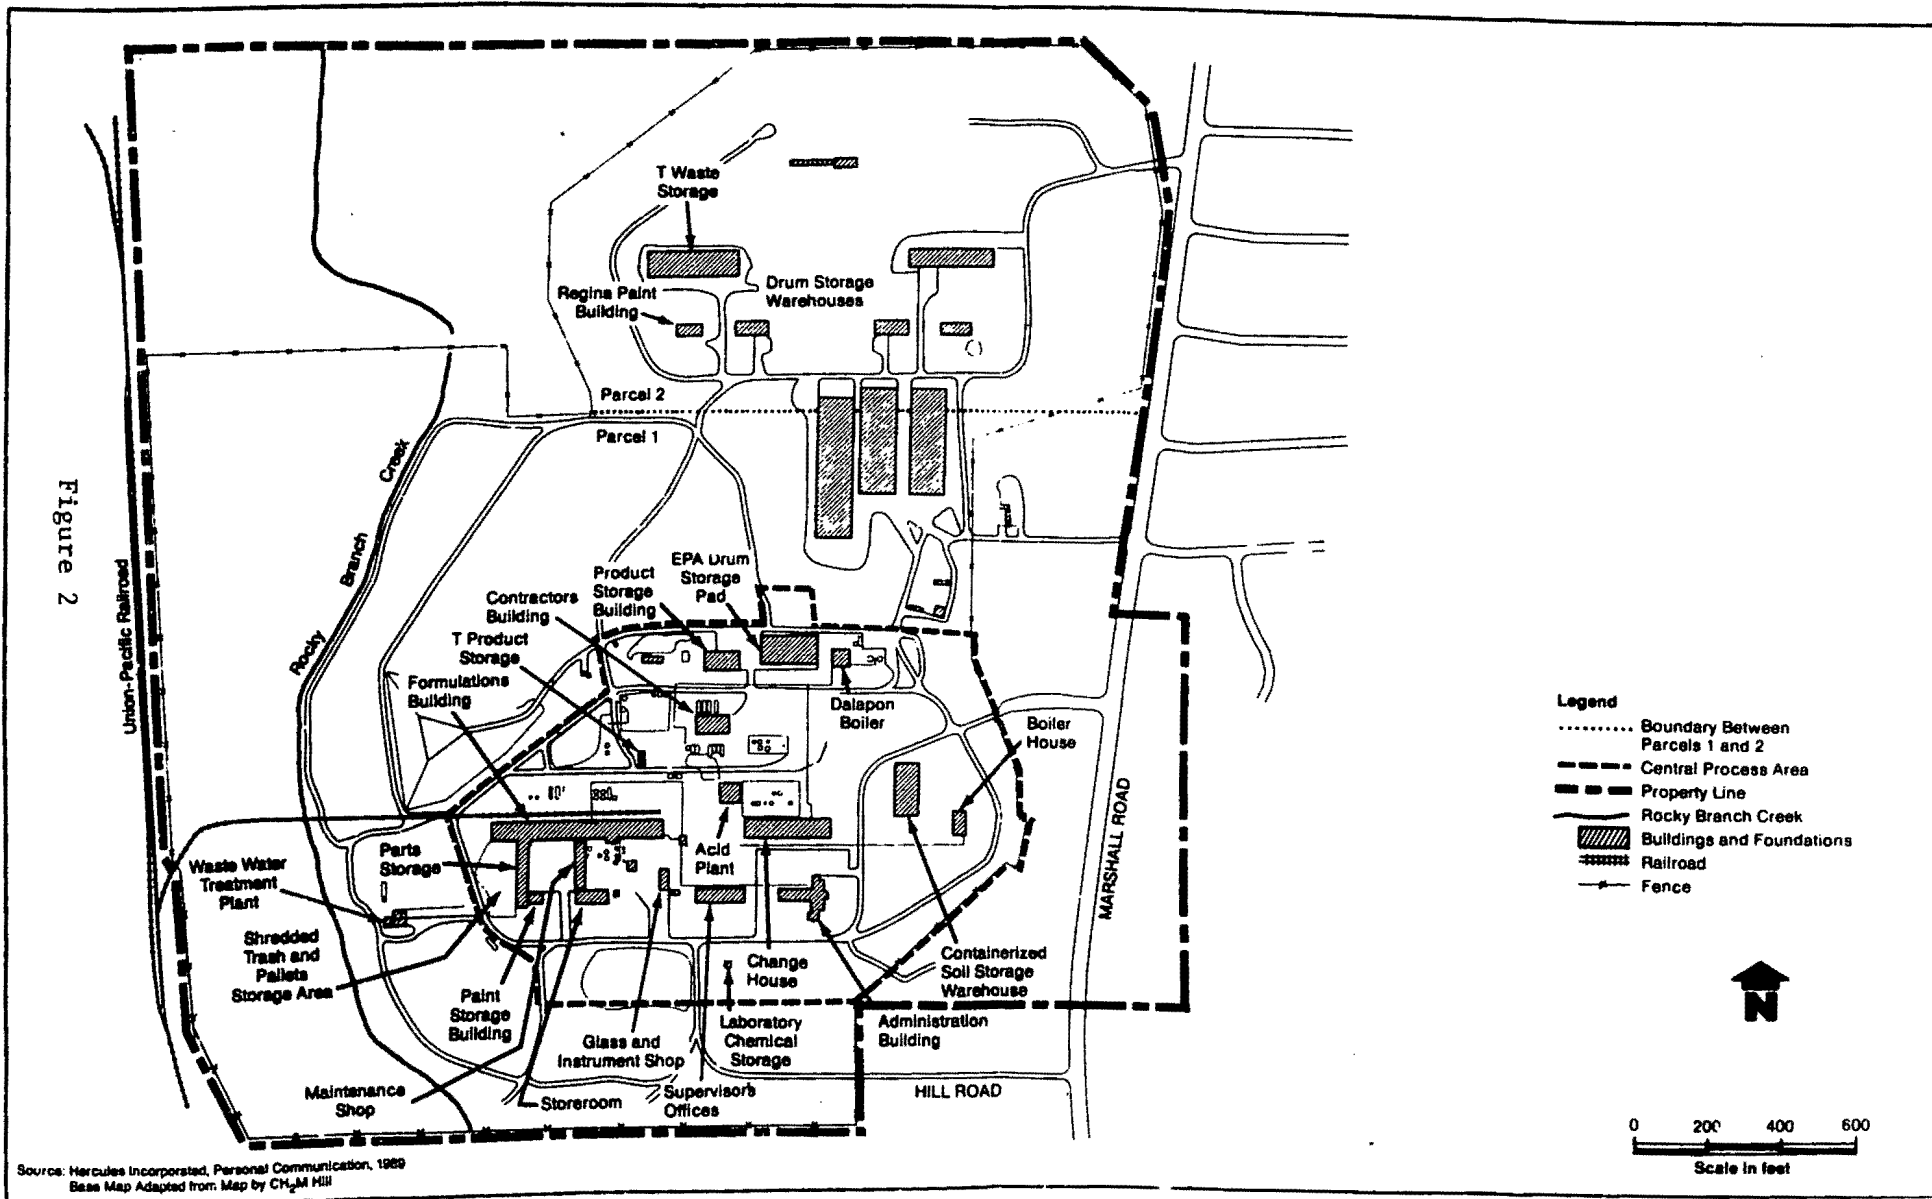 T Waste
Storage
Drum Storage
Warehouses
Regina Paint
Building
Parcel 2
Parcel 1
Figure 2
Union-Pacific Railroad
Rocky Branch Creek
EPA Drum
Storage
Pad
Product
Storage
Building
Contractors
Building
T Product
Storage
Formulations
Building
Dalapon
Boiler
Boiler
House
Acid
Plant
Parts
Storage
Waste Water
Treatment
Plant
Shredded
Trash and
Pallets
Storage Area
Paint
Storage
Building
Maintenance
Shop
Storeroom
Glass and
Instrument Shop
Supervisor's
Offices
Change
House
Laboratory
Chemical
Storage
Containerized
Soil Storage
Warehouse
Administration
Building
MARSHALL ROAD
HILL ROAD
Legend
Boundary Between
Parcels 1 and 2
Central Process Area
Property Line
Rocky Branch Creek
Buildings and Foundations
Railroad
Fence
N
0 200 400 600
Scale in feet
Source: Hercules Incorporated, Personal Communication, 1989
Base Map Adapted from Map by CH2M Hill